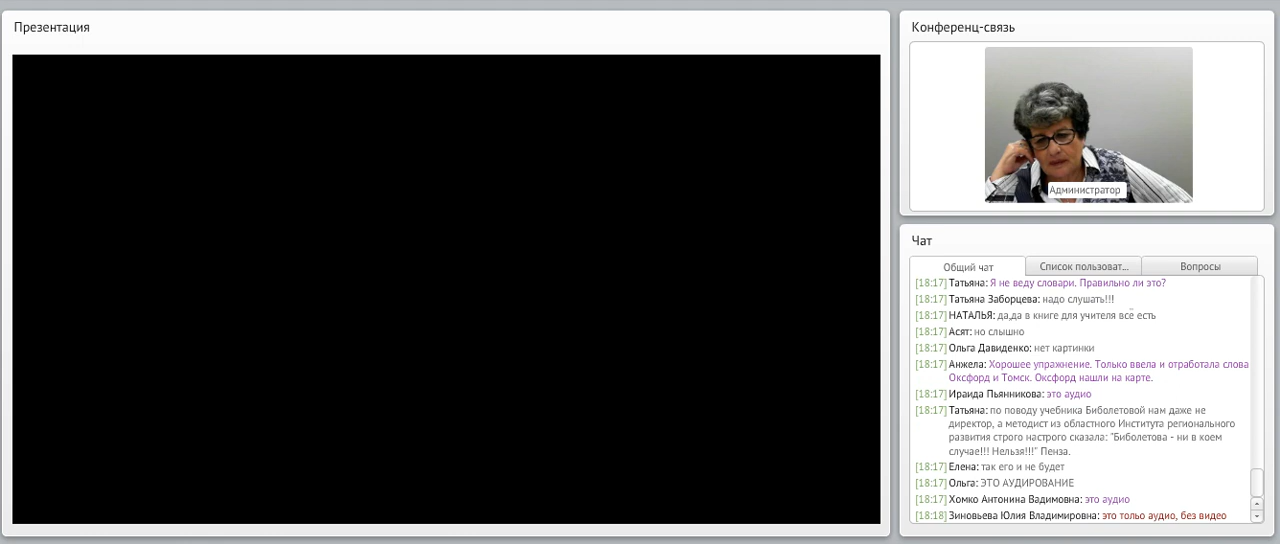 Презентация
Конференц-связь
Администратор
Чат
Общий чат
Список пользоват...
Вопросы
[18:17] Татьяна: Я не веду словари. Правильно ли это?
[18:17] Татьяна Заборцева: надо слушать!!!
[18:17] НАТАЛЬЯ: да,да в книге для учителя всё есть
[18:17] Асят: но слышно
[18:17] Ольга Давиденко: нет картинки
[18:17] Анжела: Хорошее упражнение. Только ввела и отработала слова
Оксфорд и Томск. Оксфорд нашли на карте.
[18:17] Ираида Пьянникова: это аудио
[18:17] Татьяна: по поводу учебника Биболетовой нам даже не
директор, а методист из областного Института регионального
развития строго настрого сказала: "Биболетова - ни в коем
случае!!! Нельзя!!!" Пенза.
[18:17] Елена: так его и не будет
[18:17] Ольга: ЭТО АУДИРОВАНИЕ
[18:17] Хомко Антонина Вадимовна: это аудио
[18:18] Зиновьева Юлия Владимировна: это тольо аудио, без видео